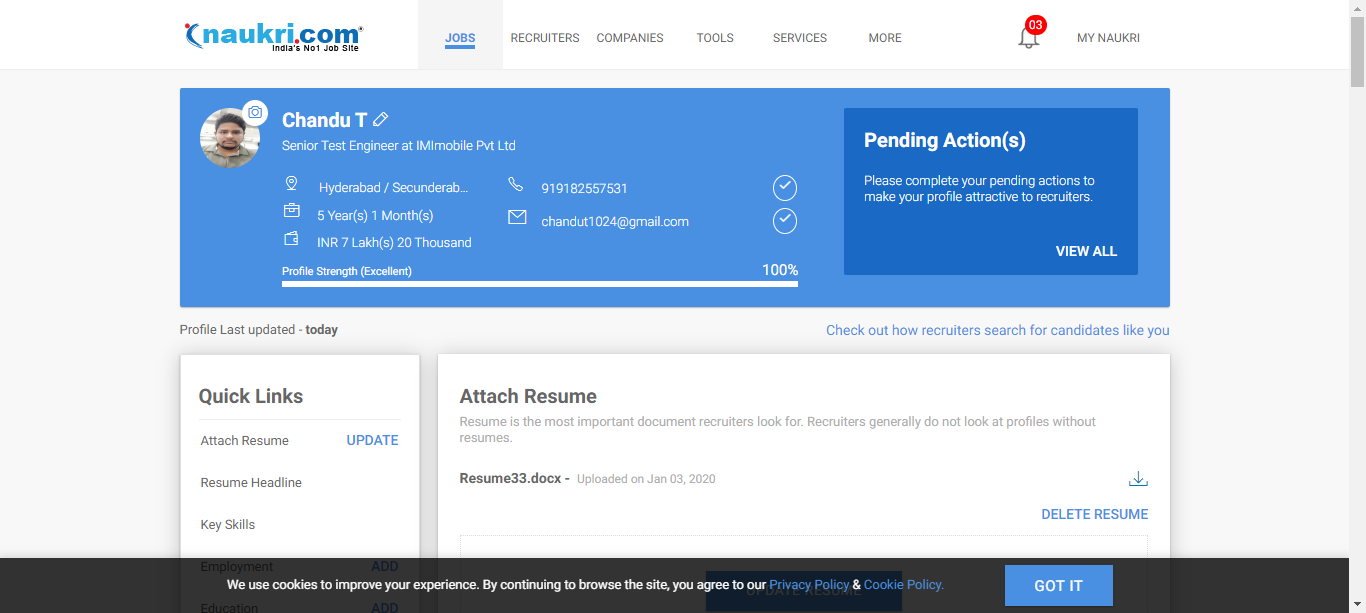 naukri.com
India's No1 Job Site
JOBS
RECRUITERS
COMPANIES
TOOLS
SERVICES
MORE
03
MY NAUKRI
Chandu T
Senior Test Engineer at IMImobile Pvt Ltd
Hyderabad / Secunderab...
919182557531
5 Year(s) 1 Month(s)
chandut1024@gmail.com
INR 7 Lakh(s) 20 Thousand
Profile Strength (Excellent)
100%
Pending Action(s)
Please complete your pending actions to
make your profile attractive to recruiters.
VIEW ALL
Profile Last updated - today
Check out how recruiters search for candidates like you
Quick Links
Attach Resume
UPDATE
Resume Headline
Key Skills
Employment
ADD
Education
ADD
Attach Resume
Resume is the most important document recruiters look for. Recruiters generally do not look at profiles without
resumes.
Resume33.docx - Uploaded on Jan 03, 2020
DELETE RESUME
UPDATE RESUME
We use cookies to improve your experience. By continuing to browse the site, you agree to our Privacy Policy & Cookie Policy.
GOT IT